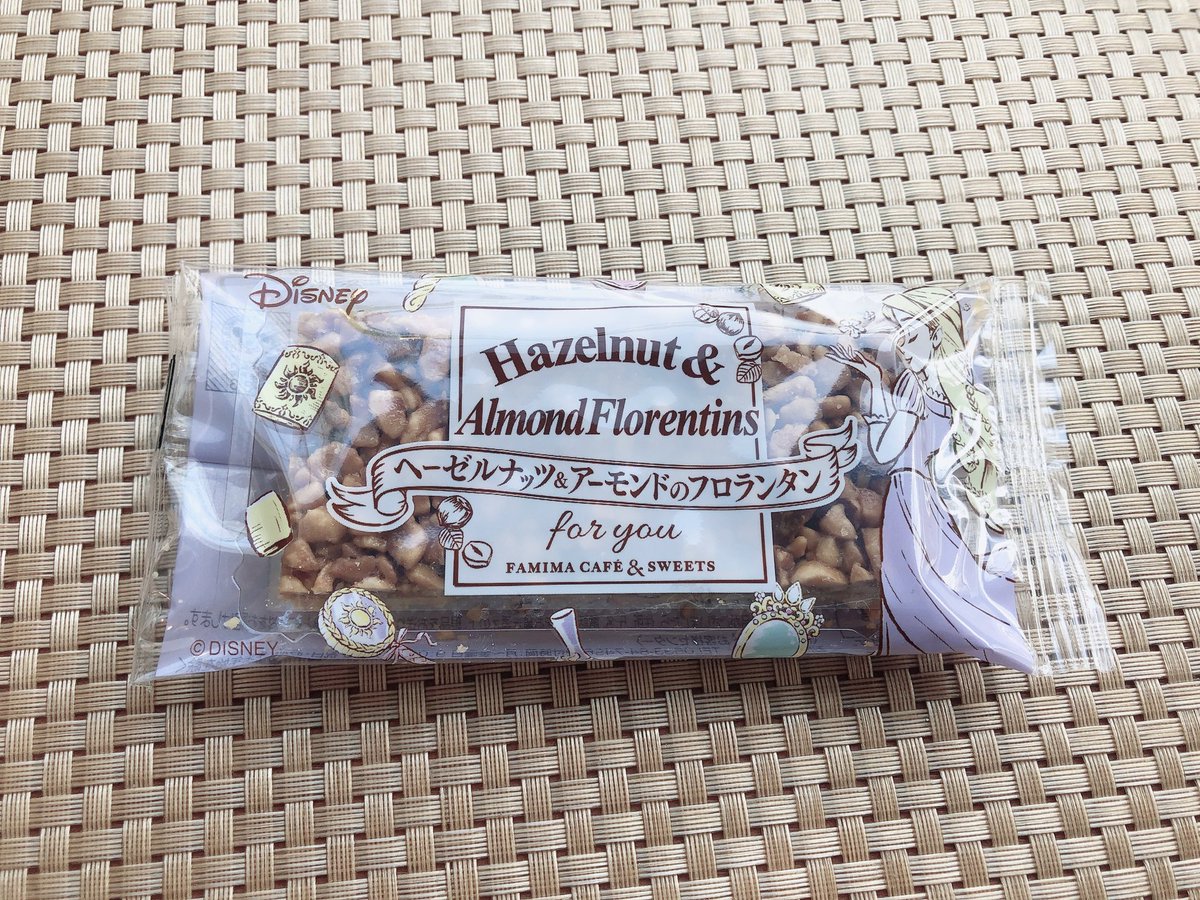 DISNEY
Hazelnut &
Almond Florentins
ヘーゼルナッツ&アーモンドのフロランタン
for you
FAMIMA CAFÉ & SWEETS
©DISNEY